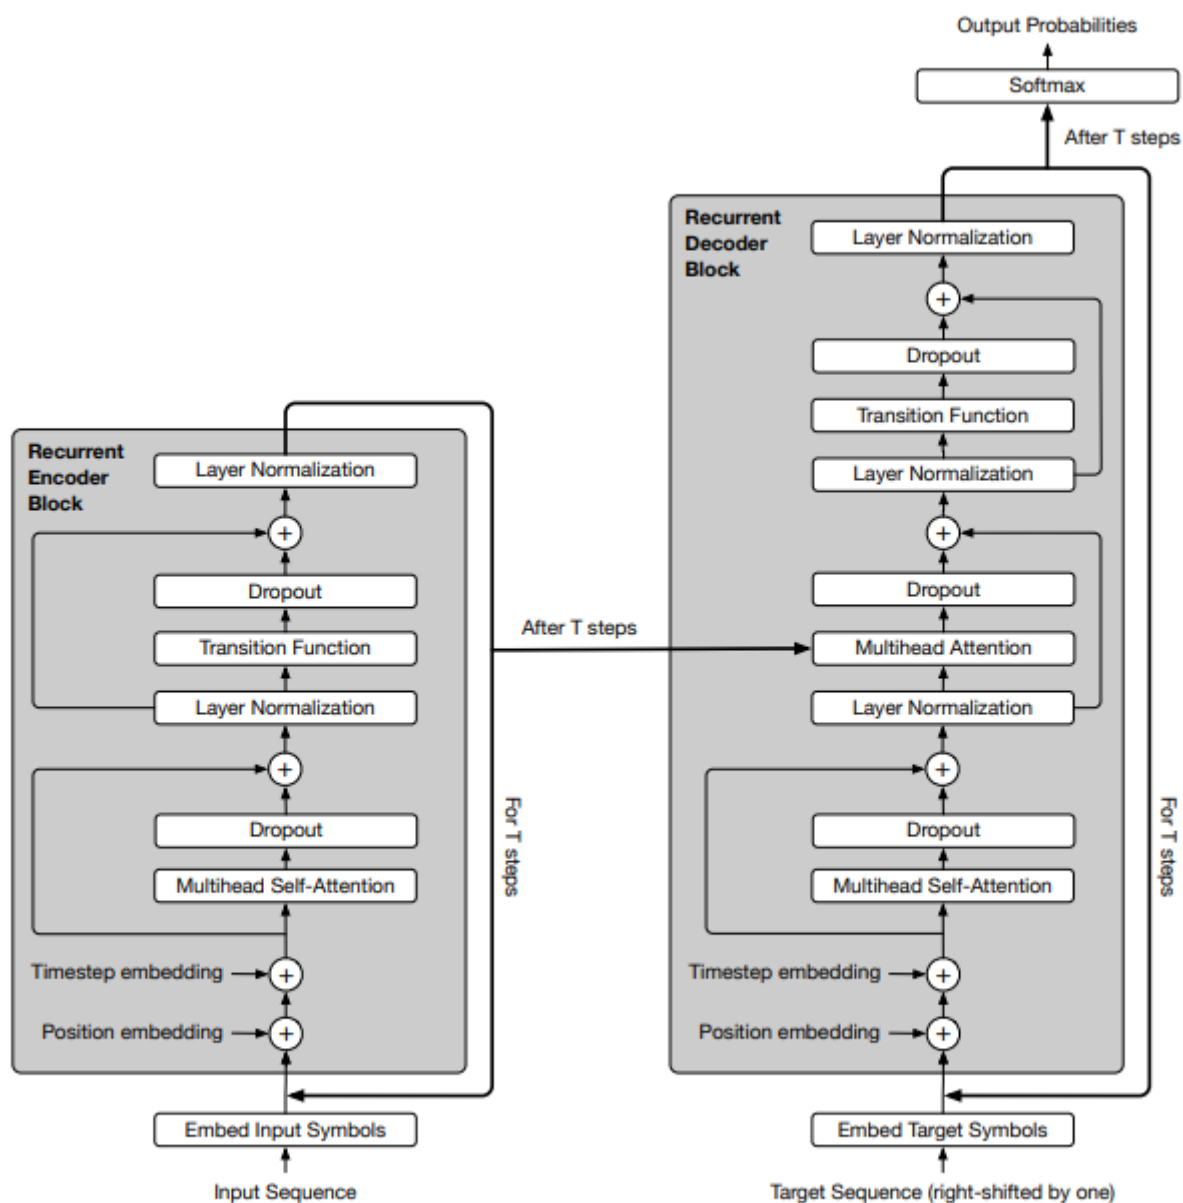 Output Probabilities
Softmax
After T steps
Recurrent
Decoder
Block
Layer Normalization
+
Dropout
Transition Function
Layer Normalization
+
Dropout
Multihead Attention
Layer Normalization
+
Dropout
Multihead Self-Attention
Timestep embedding
+
Position embedding
+
For T steps
Embed Target Symbols
Target Sequence (right-shifted by one)
After T steps
Recurrent
Encoder
Block
Layer Normalization
+
Dropout
Transition Function
Layer Normalization
+
Dropout
Multihead Self-Attention
Timestep embedding
+
Position embedding
+
For T steps
Embed Input Symbols
Input Sequence